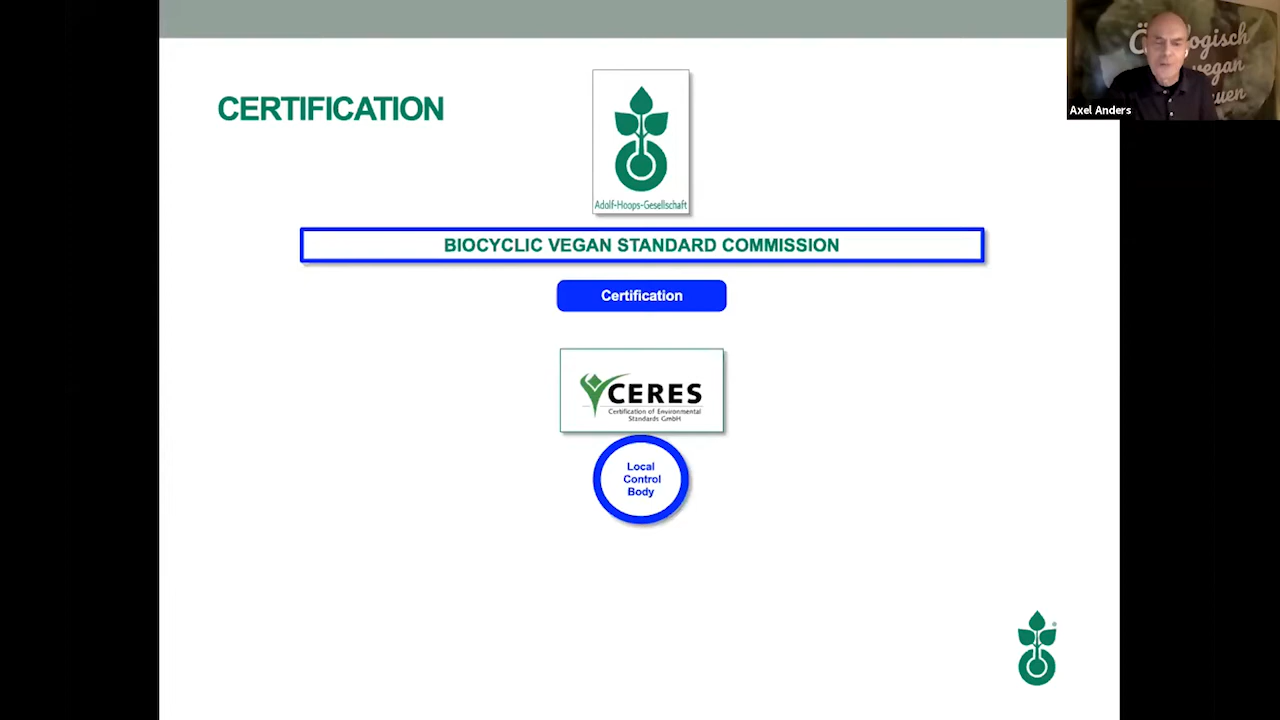 CERTIFICATION
Adolf-Hoops-Gesellschaft
BIOCYCLIC VEGAN STANDARD COMMISSION
Certification
CERES
Certification of Environmental
Standards GmbH
Local
Control
Body
vegan
Axel Anders